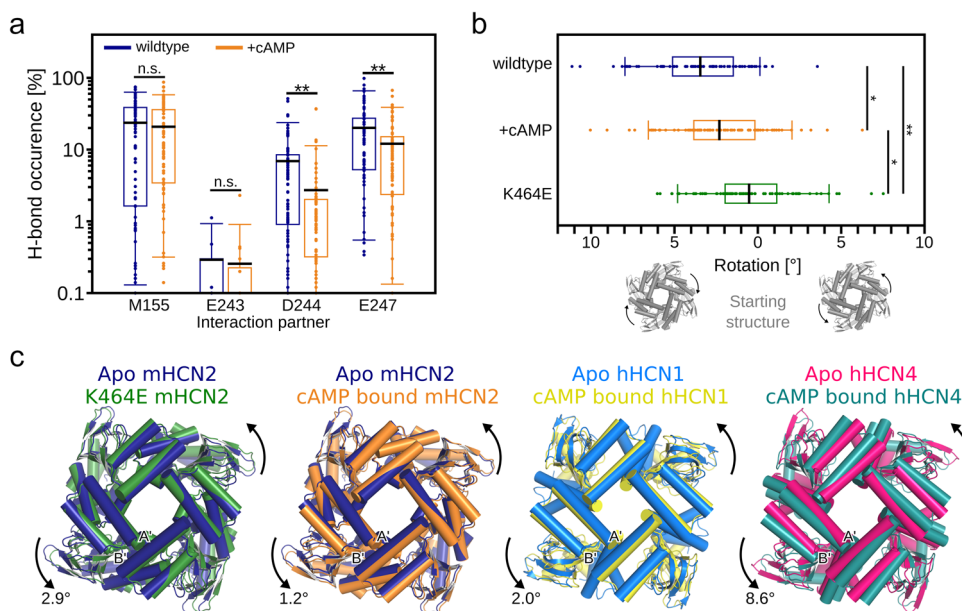 a
wildtype
+cAMP
n.s.
n.s.
**
**
H-bond occurence [%]
100
10
1
0.1
M155
E243
D244
E247
Interaction partner
b
wildtype
+cAMP
K464E
*
*
**
10
5
0
5
10
Rotation [°]
Starting
structure
c
Apo mHCN2
K464E mHCN2
A'
B'
2.9°
Apo mHCN2
cAMP bound mHCN2
A'
B'
1.2°
Apo hHCN1
cAMP bound hHCN1
A'
B'
2.0°
Apo hHCN4
cAMP bound hHCN4
A'
B'
8.6°